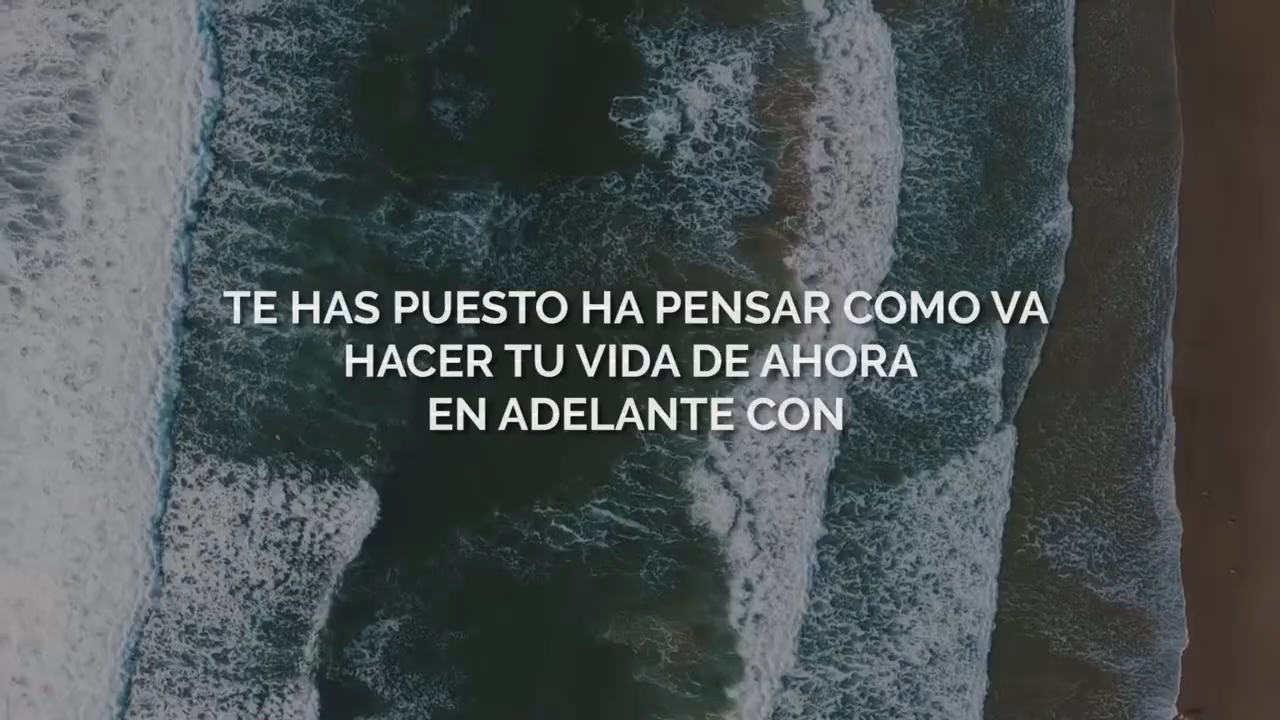 TE HAS PUESTO HA PENSAR COMO VA
HACER TU VIDA DE AHORA
EN ADELANTE CON